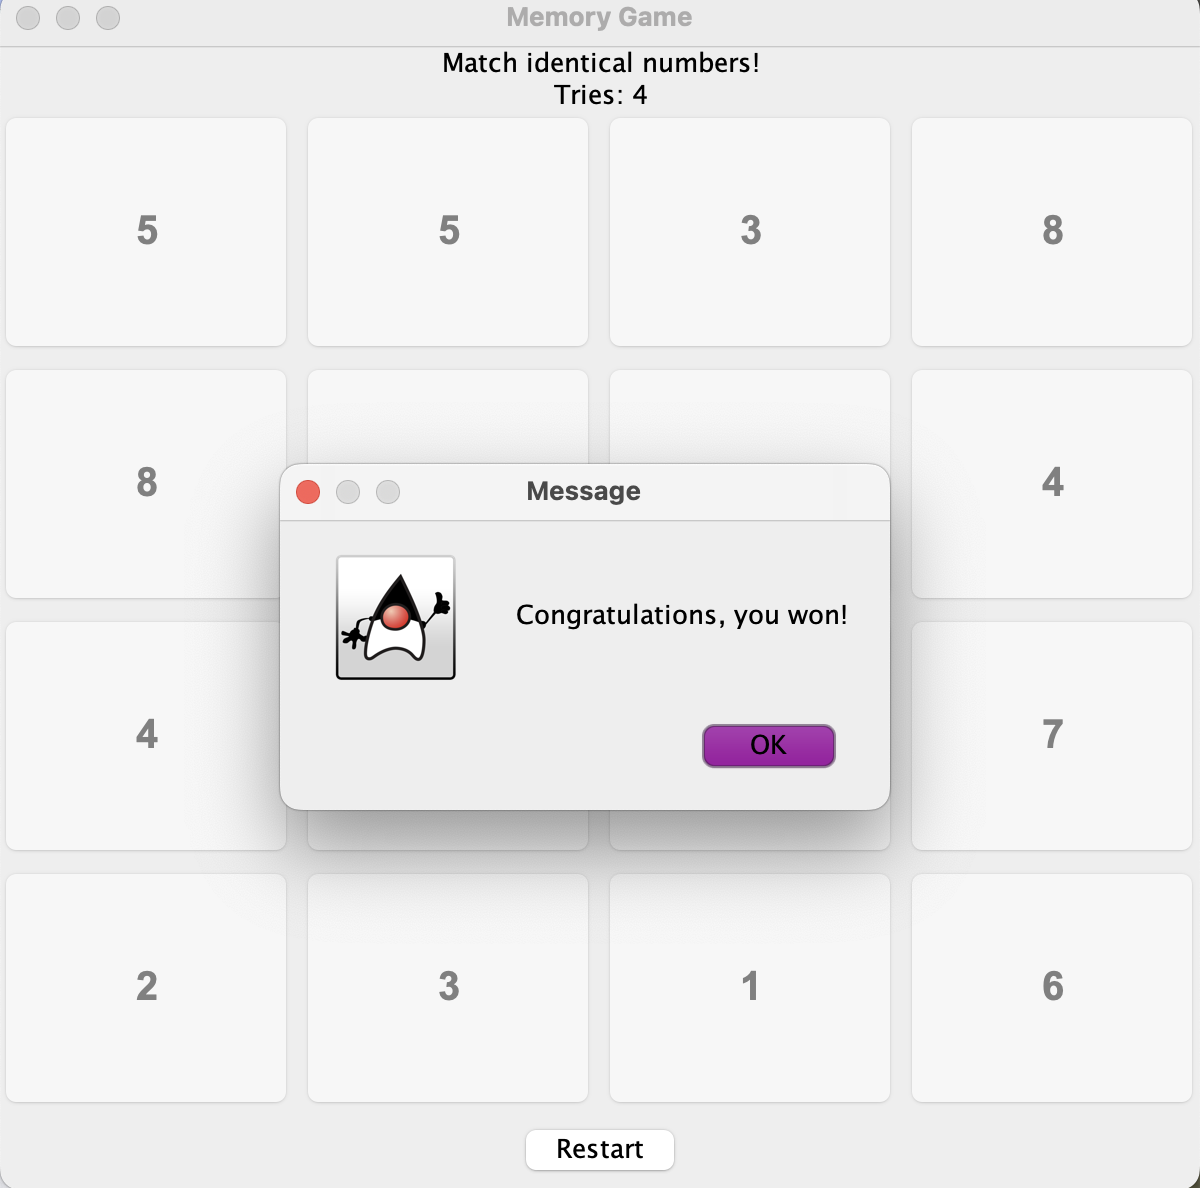 Memory Game
Match identical numbers!
Tries: 4
5 5 3 8
8 4
Message
Congratulations, you won!
OK
4 7
2 3 1 6
Restart